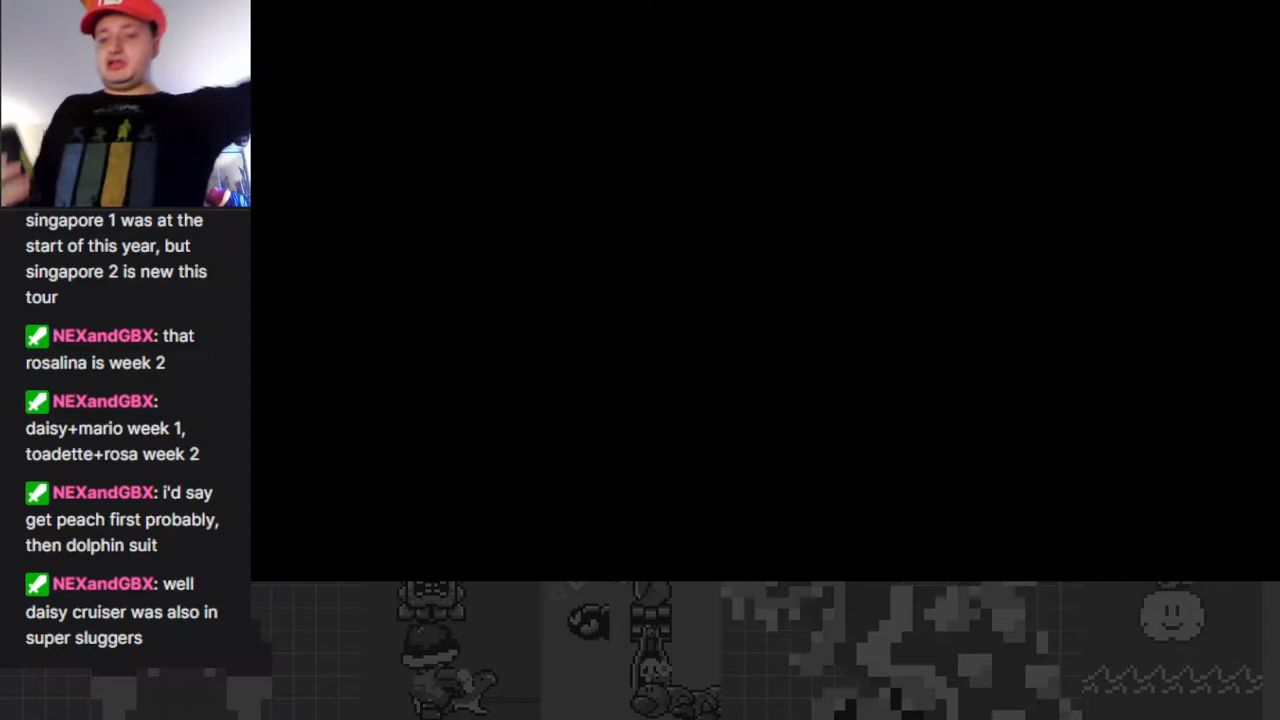 singapore 1 was at the
start of this year, but
singapore 2 is new this
tour
NEXandGBX: that
rosalina is week 2
NEXandGBX:
daisy+mario week 1,
toadette+rosa week 2
NEXandGBX: i'd say
get peach first probably,
then dolphin suit
NEXandGBX: well
daisy cruiser was also in
super sluggers